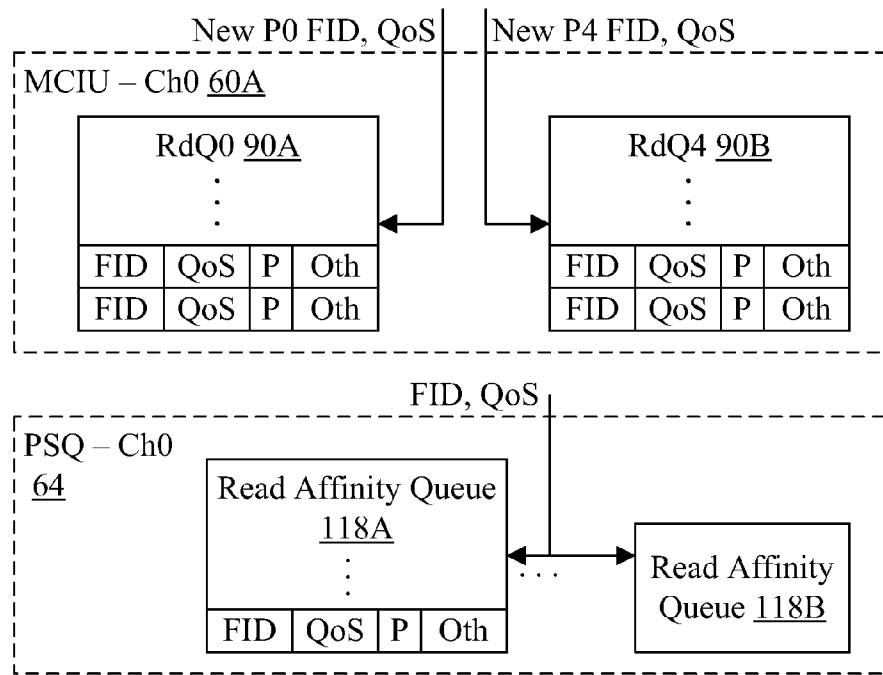 New P0 FID, QoS
New P4 FID, QoS
MCIU – Ch0 60A
RdQ0 90A
RdQ4 90B
FID QoS P Oth
FID QoS P Oth
FID QoS P Oth
FID QoS P Oth
FID, QoS
PSQ – Ch0
64
Read Affinity Queue
118A
FID QoS P Oth
. . .
Read Affinity
Queue 118B